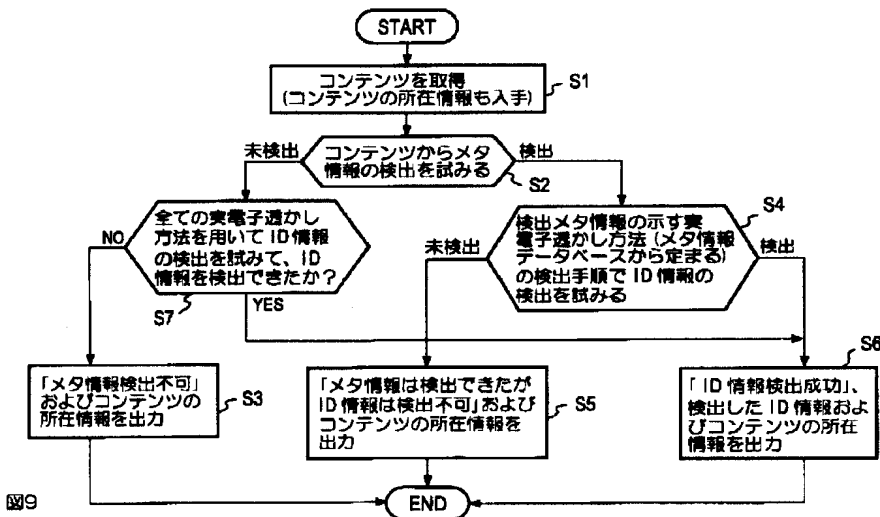 START
コンテンツを取得
(コンテンツの所在情報も入手)
S1
未検出
コンテンツからメタ
情報の検出を試みる
検出
S2
全ての実電子透かし
方法を用いてID情報
の検出を試みて、ID
情報を検出できたか？
NO
S7
YES
検出メタ情報の示す実
電子透かし方法(メタ情報
データベースから定まる)
の検出手順でID情報の
検出を試みる
S4
未検出
検出
「メタ情報検出不可」
およびコンテンツの
所在情報を出力
S3
「メタ情報は検出できたが
ID情報は検出不可」および
コンテンツの所在情報を
出力
S5
「ID情報検出成功」、
検出したID情報およ
びコンテンツの所在
情報を出力
S6
END
図9